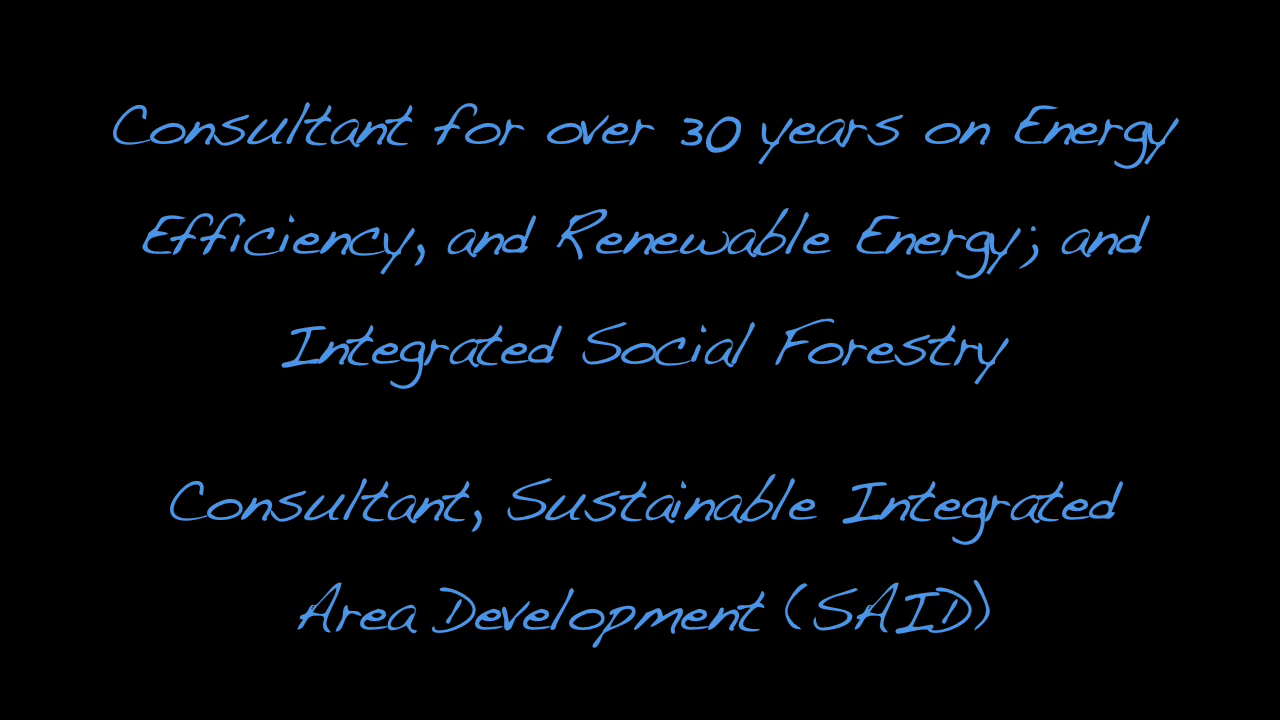 Consultant for over 30 years on Energy
Efficiency, and Renewable Energy; and
Integrated Social Forestry
Consultant, Sustainable Integrated
Area Development (SAID)